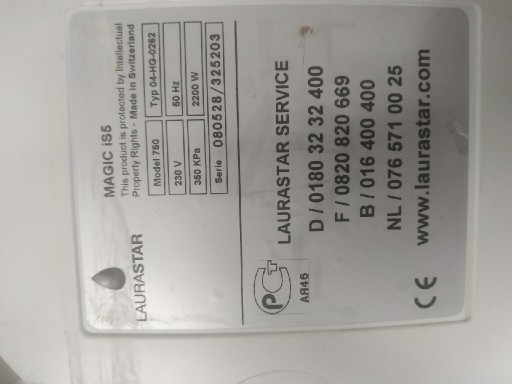 LAURASTAR
MAGIC iS5
This product is protected by Intellectual
Property Rights - Made in Switzerland
Model 750 Typ 04-HG-0262
230 V 50 Hz
350 KPa 2200 W
Serie 080528/325203
PCT
АЯ46
LAURASTAR SERVICE
D / 0180 32 32 400
F / 0820 820 669
B / 016 400 400
NL / 076 571 00 25
www.laurastar.com
CE